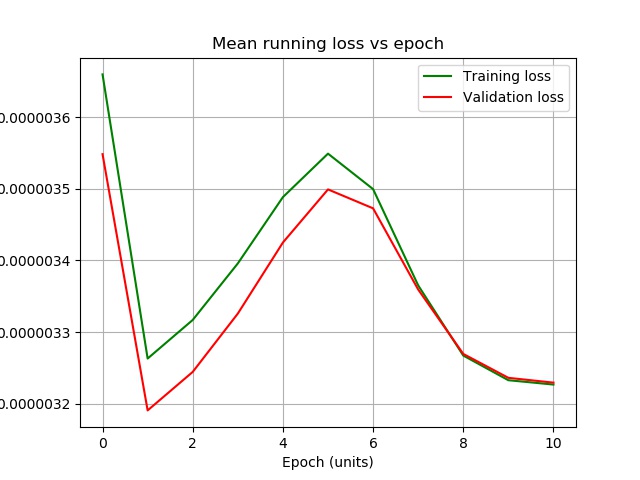 Mean running loss vs epoch
Training loss
Validation loss
0.0000036
0.0000035
0.0000034
0.0000033
0.0000032
0 2 4 6 8 10
Epoch (units)